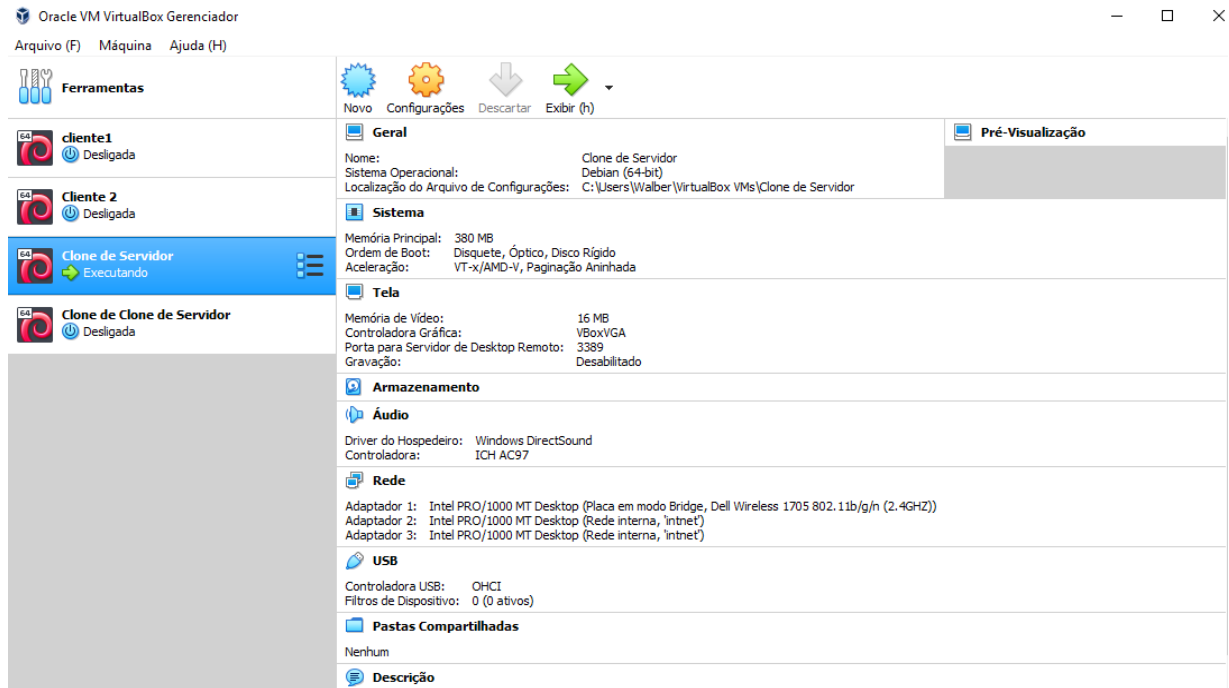 Oracle VM VirtualBox Gerenciador
Arquivo (F) Máquina Ajuda (H)
Ferramentas
Novo Configurações Descartar Exibir (h)
64 cliente1
Desligada
64 Cliente 2
Desligada
64 Clone de Servidor
Executando
64 Clone de Clone de Servidor
Desligada
Geral
Nome: Clone de Servidor
Sistema Operacional: Debian (64-bit)
Localização do Arquivo de Configurações: C:\Users\Walber\VirtualBox VMs\Clone de Servidor
Pré-Visualização
Sistema
Memória Principal: 380 MB
Ordem de Boot: Disquete, Óptico, Disco Rígido
Aceleração: VT-x/AMD-V, Paginação Aninhada
Tela
Memória de Vídeo: 16 MB
Controladora Gráfica: VBoxVGA
Porta para Servidor de Desktop Remoto: 3389
Gravação: Desabilitado
Armazenamento
Áudio
Driver do Hospedeiro: Windows DirectSound
Controladora: ICH AC97
Rede
Adaptador 1: Intel PRO/1000 MT Desktop (Placa em modo Bridge, Dell Wireless 1705 802.11b/g/n (2.4GHZ))
Adaptador 2: Intel PRO/1000 MT Desktop (Rede interna, 'intnet')
Adaptador 3: Intel PRO/1000 MT Desktop (Rede interna, 'intnet')
USB
Controladora USB: OHCI
Filtros de Dispositivo: 0 (0 ativos)
Pastas Compartilhadas
Nenhum
Descrição